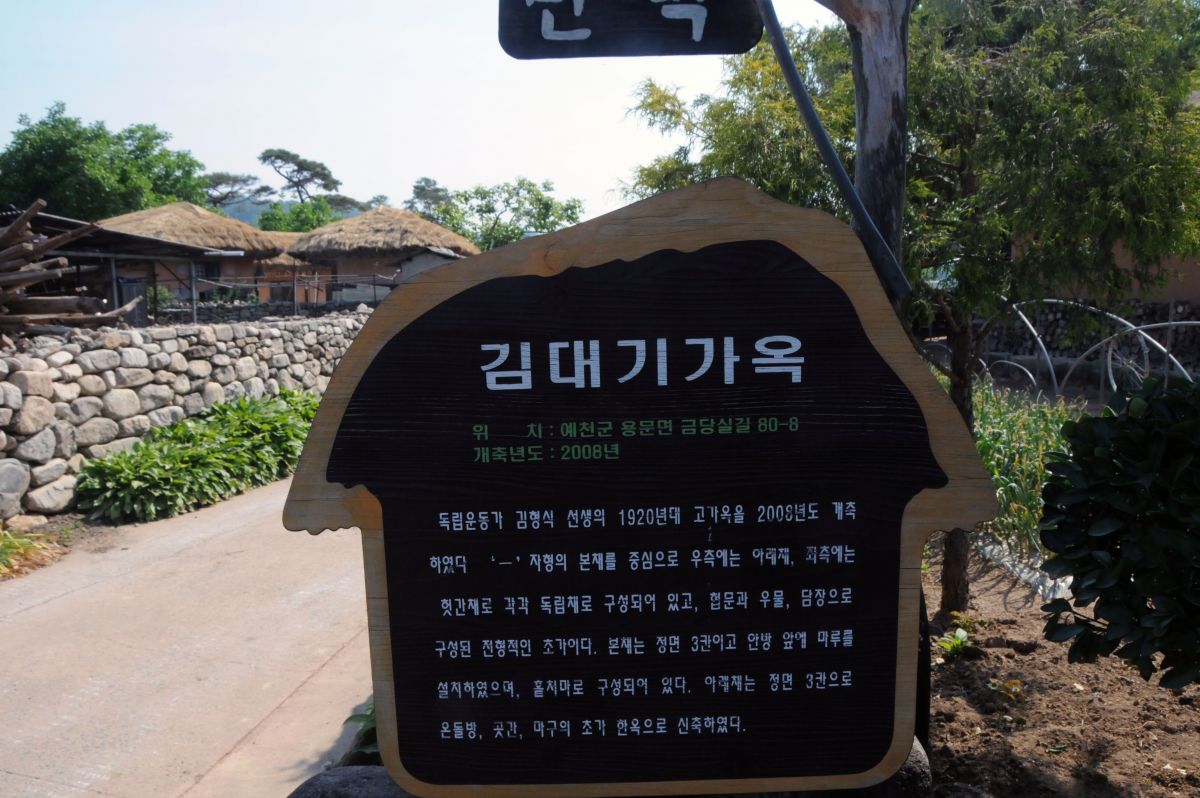 김대기가옥
위 치 : 예천군 용문면 금당실길 80-8
개축년도 : 2008년
독립운동가 김형식 선생의 1920년대 고가옥을 2008년도 개축
하였다 '一' 자형의 본채를 중심으로 우측에는 아래채, 좌측에는
헛간채로 각각 독립채로 구성되어 있고, 협문과 우물, 담장으로
구성된 전형적인 초가이다. 본채는 정면 3칸이고 안방 앞에 마루를
설치하였으며, 홑처마로 구성되어 있다. 아래채는 정면 3칸으로
온돌방, 곳간, 마구의 초가 한옥으로 신축하였다.